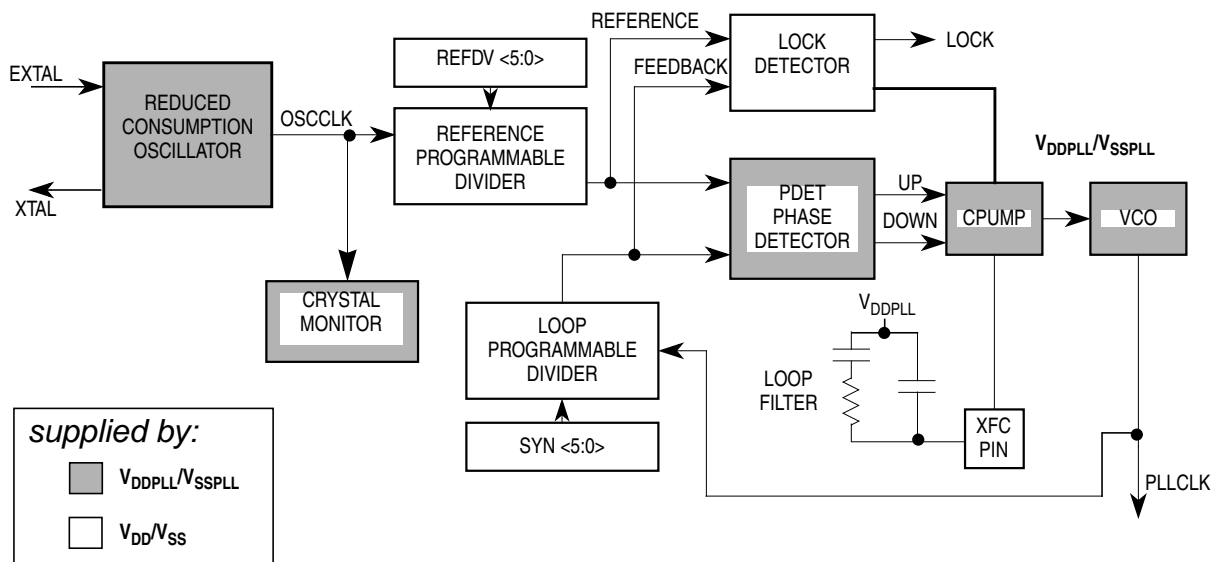 REFERENCE
LOCK
DETECTOR
LOCK
REFDV <5:0>
FEEDBACK
EXTAL
REDUCED
CONSUMPTION
OSCILLATOR
OSCCLK
REFERENCE
PROGRAMMABLE
DIVIDER
XTAL
VDDPLL/VSSPLL
PDET
PHASE
DETECTOR
UP
DOWN
CPUMP
VCO
CRYSTAL
MONITOR
LOOP
PROGRAMMABLE
DIVIDER
VDDPLL
LOOP
FILTER
XFC
PIN
SYN <5:0>
PLLCLK
supplied by:
VDDPLL/VSSPLL
VDD/VSS